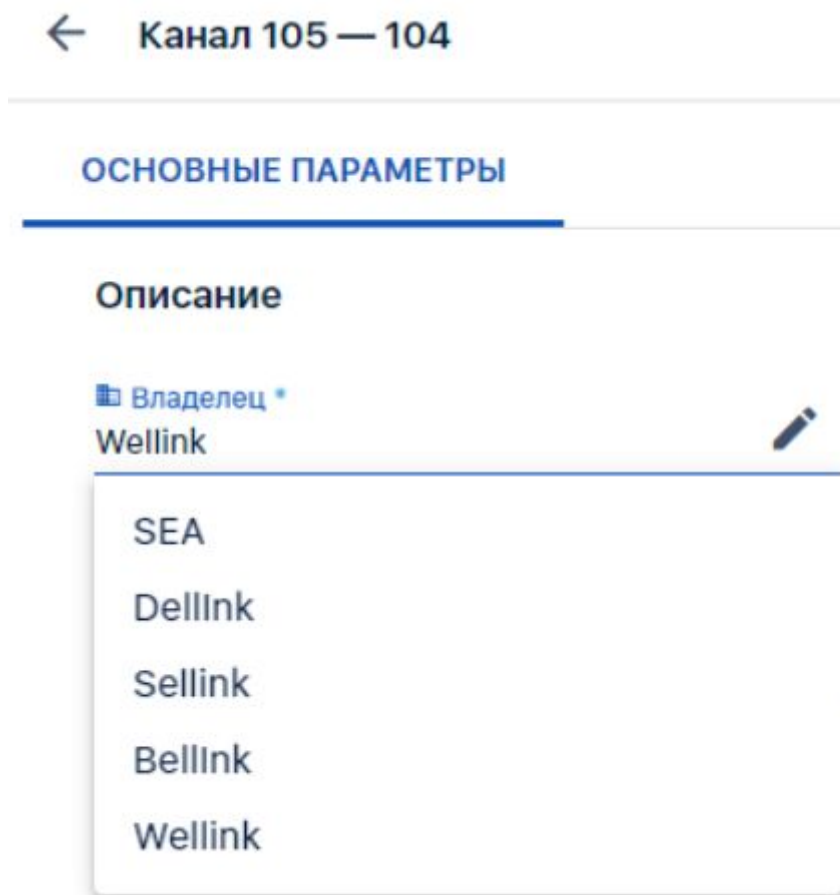 Канал 105 — 104
ОСНОВНЫЕ ПАРАМЕТРЫ
Описание
Владелец *
Wellink
SEA
DellInk
Sellink
BellInk
Wellink